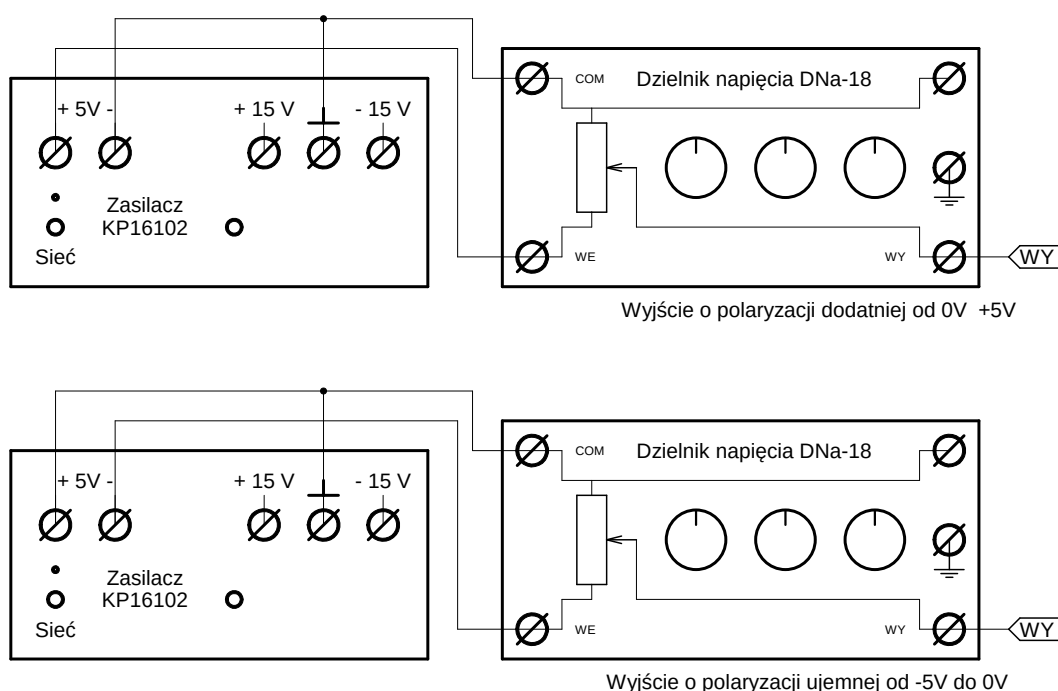 COM Dzielnik napięcia DNa-18
+ 5V - + 15 V - 15 V
Zasilacz
KP16102
Sieć
WE WY WY
Wyjście o polaryzacji dodatniej od 0V +5V
COM Dzielnik napięcia DNa-18
+ 5V - + 15 V - 15 V
Zasilacz
KP16102
Sieć
WE WY WY
Wyjście o polaryzacji ujemnej od -5V do 0V